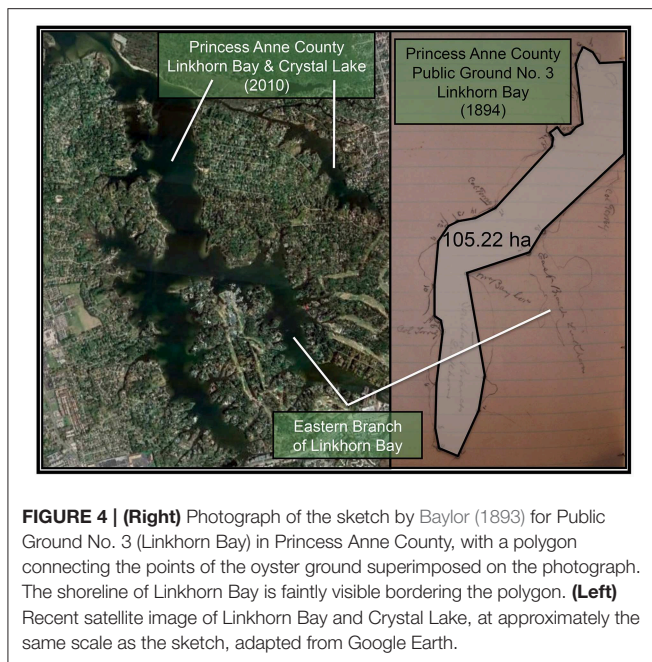 Princess Anne County
Linkhorn Bay & Crystal Lake
(2010)
Princess Anne County
Public Ground No. 3
Linkhorn Bay
(1894)
105.22 ha
Eastern Branch
of Linkhorn Bay
FIGURE 4 | (Right) Photograph of the sketch by Baylor (1893) for Public
Ground No. 3 (Linkhorn Bay) in Princess Anne County, with a polygon
connecting the points of the oyster ground superimposed on the photograph.
The shoreline of Linkhorn Bay is faintly visible bordering the polygon. (Left)
Recent satellite image of Linkhorn Bay and Crystal Lake, at approximately the
same scale as the sketch, adapted from Google Earth.